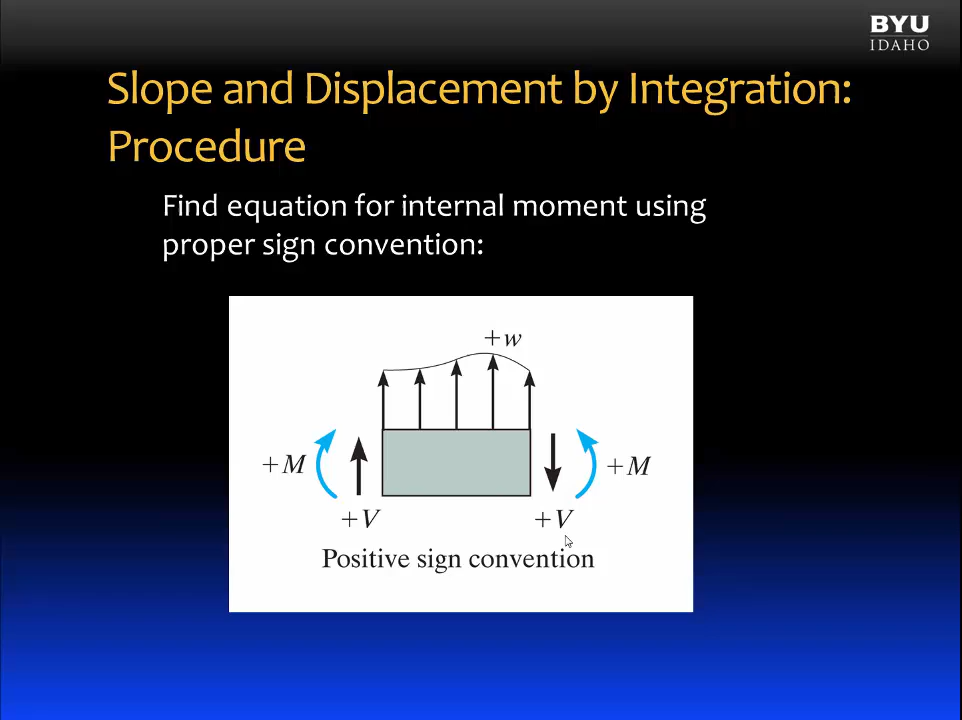 BYU
IDAHO
Slope and Displacement by Integration:
Procedure
Find equation for internal moment using
proper sign convention:
+w
+M
+M
+V
+V
Positive sign convention